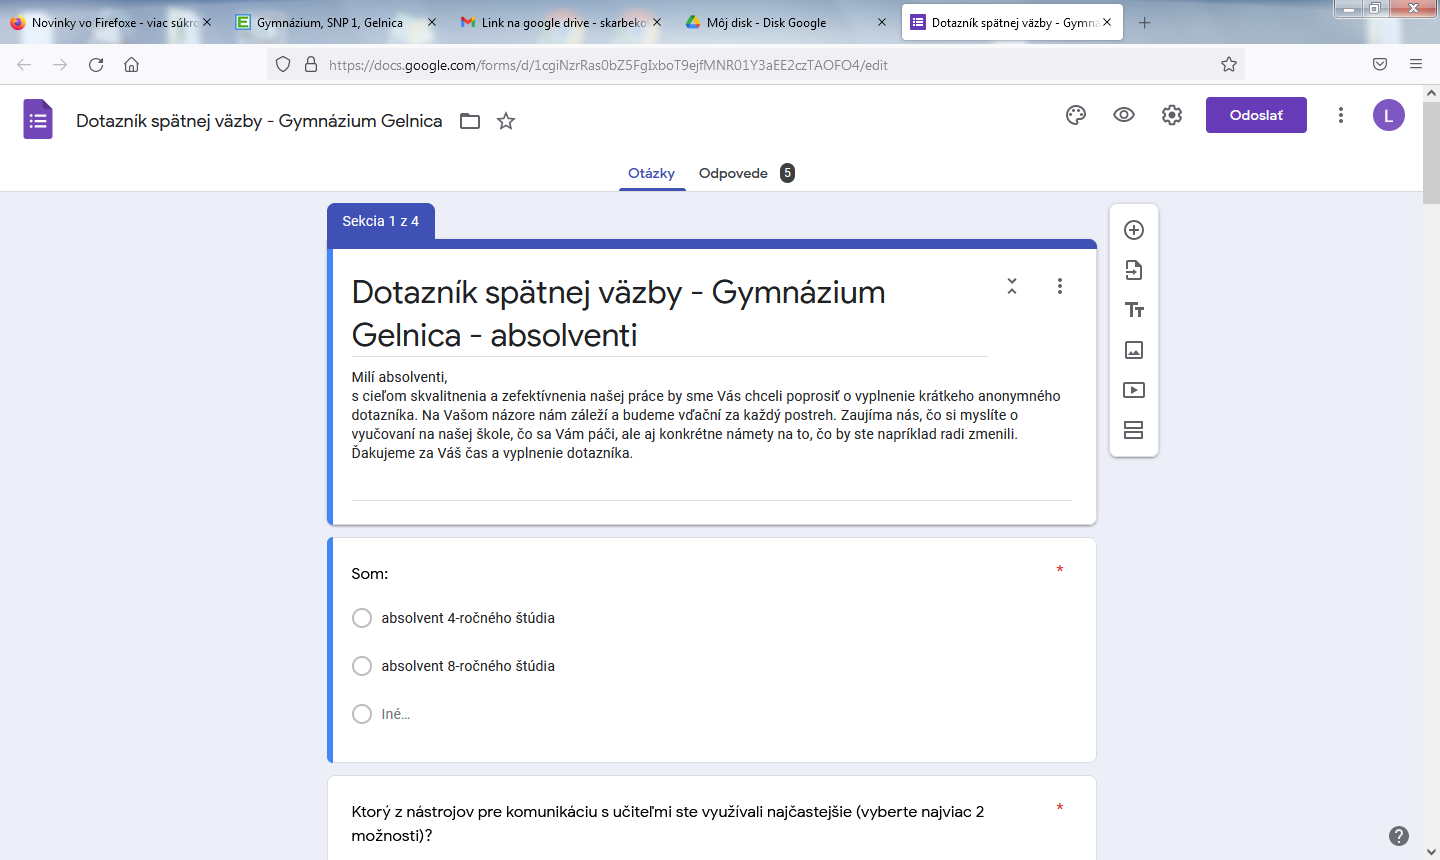 Novinky vo Firefoxe - viac súkro
Gymnázium, SNP 1, Gelnica
Link na google drive - skarbeko
Môj disk - Disk Google
Dotazník spätnej väzby - Gymná
https://docs.google.com/forms/d/1cgiNzrRas0bZ5FgIxboT9ejfMNR01Y3aEE2czTAOFO4/edit
Dotazník spätnej väzby - Gymnázium Gelnica
Odoslať
L
Otázky
Odpovede 5
Sekcia 1 z 4
Dotazník spätnej väzby - Gymnázium
Gelnica - absolventi
Milí absolventi,
s cieľom skvalitnenia a zefektívnenia našej práce by sme Vás chceli poprosiť o vyplnenie krátkeho anonymného
dotazníka. Na Vašom názore nám záleží a budeme vďační za každý postreh. Zaujíma nás, čo si myslíte o
vyučovaní na našej škole, čo sa Vám páči, ale aj konkrétne námety na to, čo by ste napríklad radi zmenili.
Ďakujeme za Váš čas a vyplnenie dotazníka.
Som: *
absolvent 4-ročného štúdia
absolvent 8-ročného štúdia
Iné...
Ktorý z nástrojov pre komunikáciu s učiteľmi ste využívali najčastejšie (vyberte najviac 2 *
možnosti)?